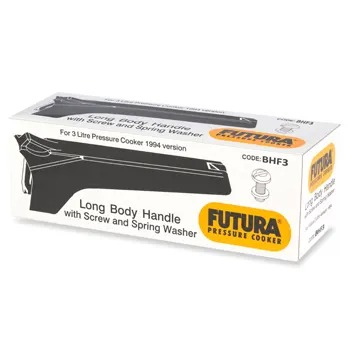 Long Body Handle
with Screw and Spring Washer
For 3 Litre Pressure Cooker 1994 version
FUTURA
PRESSURE COOKER
CODE: BHF3
Long Body Handle
with Screw and Spring Washer
FUTURA
PRESSURE COOKER
CODE: BHF3